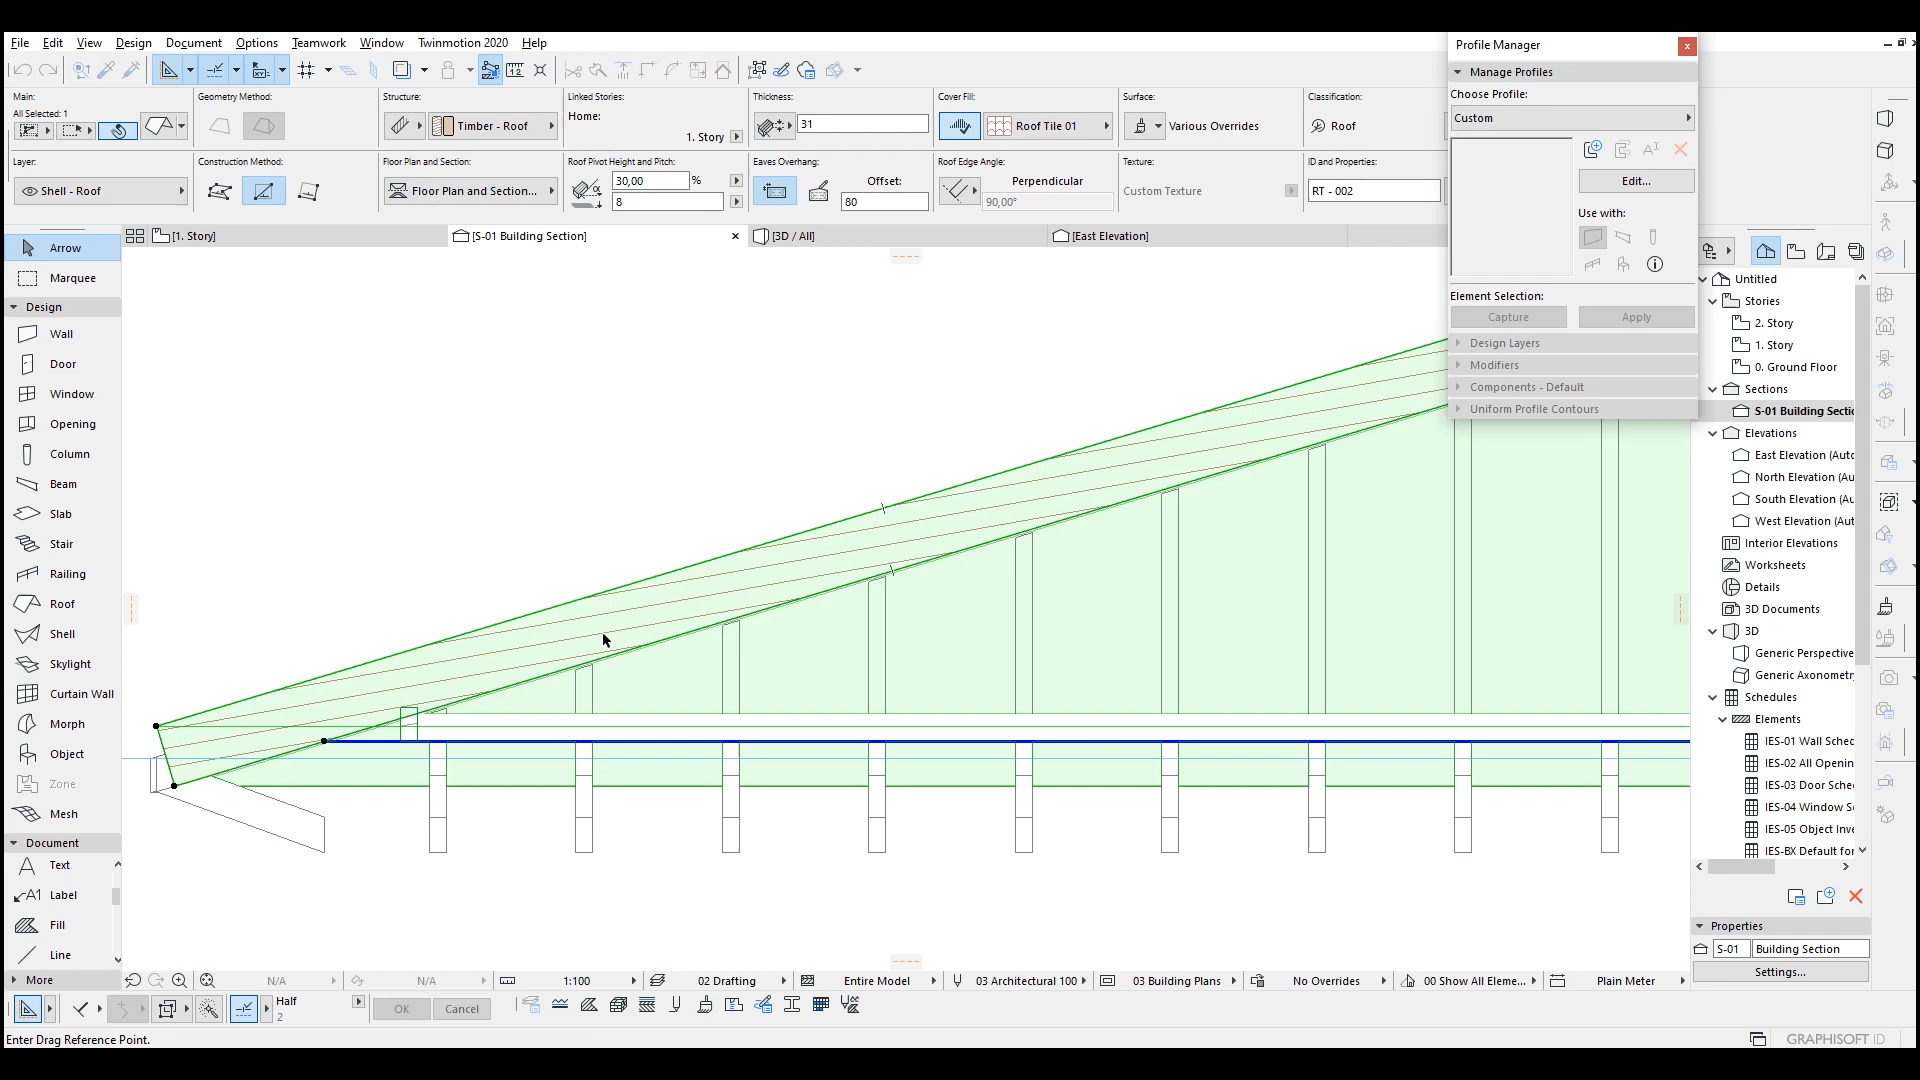 File Edit View Design Document Options Teamwork Window Twinmotion 2020 Help
Profile Manager
Manage Profiles
Choose Profile:
Custom
Edit...
Use with:
Element Selection:
Capture Apply
Design Layers
Modifiers
Components - Default
Uniform Profile Contours
Main:
All Selected: 1
Geometry Method:
Structure:
Timber - Roof
Linked Stories:
Home:
1. Story
Thickness:
31
Cover Fill:
Roof Tile 01
Surface:
Various Overrides
Classification:
Roof
Layer:
Shell - Roof
Construction Method:
Floor Plan and Section:
Floor Plan and Section...
Roof Pivot Height and Pitch:
30,00 %
8
Eaves Overhang:
Offset:
80
Roof Edge Angle:
Perpendicular
90,00°
Texture:
Custom Texture
ID and Properties:
RT - 002
[1. Story]
[S-01 Building Section]
[3D / All]
[East Elevation]
Arrow
Marquee
Design
Wall
Door
Window
Opening
Column
Beam
Slab
Stair
Railing
Roof
Shell
Skylight
Curtain Wall
Morph
Object
Zone
Mesh
Document
Text
A1 Label
Fill
Line
More
Untitled
Stories
2. Story
1. Story
0. Ground Floor
Sections
S-01 Building Sectio
Elevations
East Elevation (Auto
North Elevation (Au
South Elevation (Au
West Elevation (Aut
Interior Elevations
Worksheets
Details
3D Documents
3D
Generic Perspective
Generic Axonometr
Schedules
Elements
IES-01 Wall Sched
IES-02 All Openin
IES-03 Door Sche
IES-04 Window S
IES-05 Object Inve
IES-BX Default for
Properties
S-01 Building Section
Settings...
N/A N/A 1:100 02 Drafting Entire Model 03 Architectural 100 03 Building Plans No Overrides 00 Show All Eleme... Plain Meter
Half
2
OK Cancel
Enter Drag Reference Point.
GRAPHISOFT ID